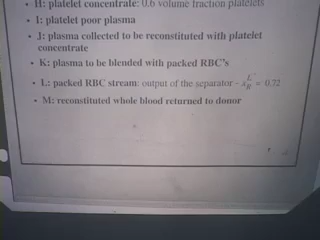 • H: platelet concentrate: 0.6 volume fraction platelets
• I: platelet poor plasma
• J: plasma collected to be reconstituted with platelet
concentrate
• K: plasma to be blended with packed RBC's
• L: packed RBC stream: output of the separator – x_R^L = 0.72
• M: reconstituted whole blood returned to donor